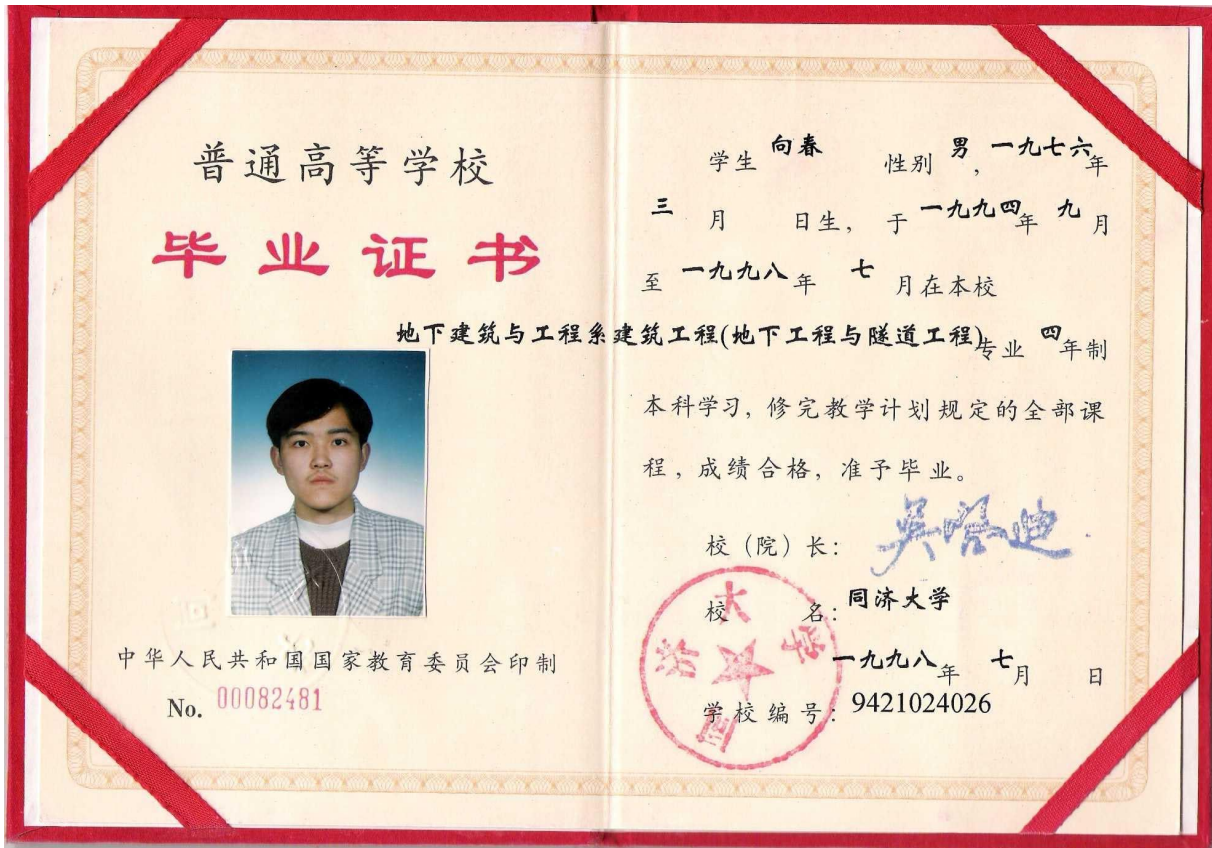 普通高等学校
毕业证书
学生 向春 性别 男, 一九七六年
三 月 日生, 于 一九九四年 九月
至 一九九八年 七 月在本校
地下建筑与工程系建筑工程(地下工程与隧道工程)专业 四年制
本科学习, 修完教学计划规定的全部课
程, 成绩合格, 准予毕业。
校(院)长: 吴启迪
校 名: 同济大学
一九九八年 七月 日
学校编号: 9421024026
中华人民共和国国家教育委员会印制
No. 00082481
同济大学